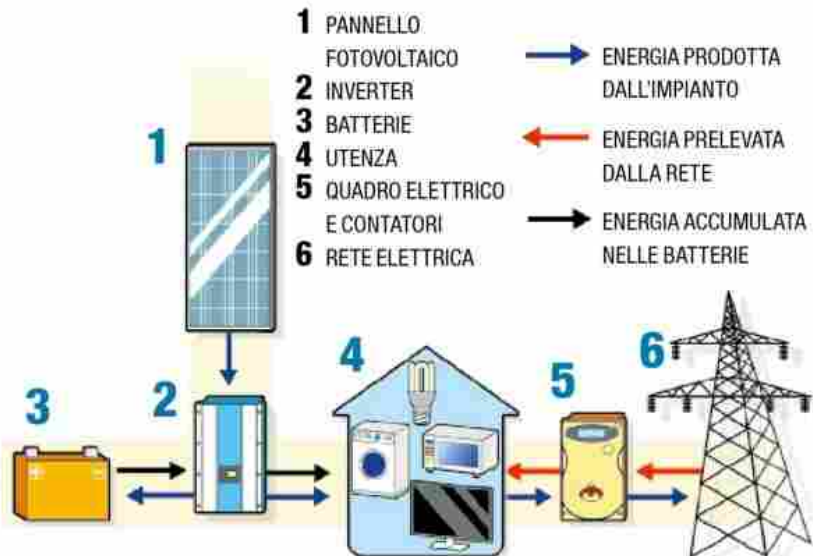 1 PANNELLO
FOTOVOLTAICO
2 INVERTER
3 BATTERIE
4 UTENZA
5 QUADRO ELETTRICO
E CONTATORI
6 RETE ELETTRICA
ENERGIA PRODOTTA
DALL'IMPIANTO
ENERGIA PRELEVATA
DALLA RETE
ENERGIA ACCUMULATA
NELLE BATTERIE
1
2
3
4
5
6